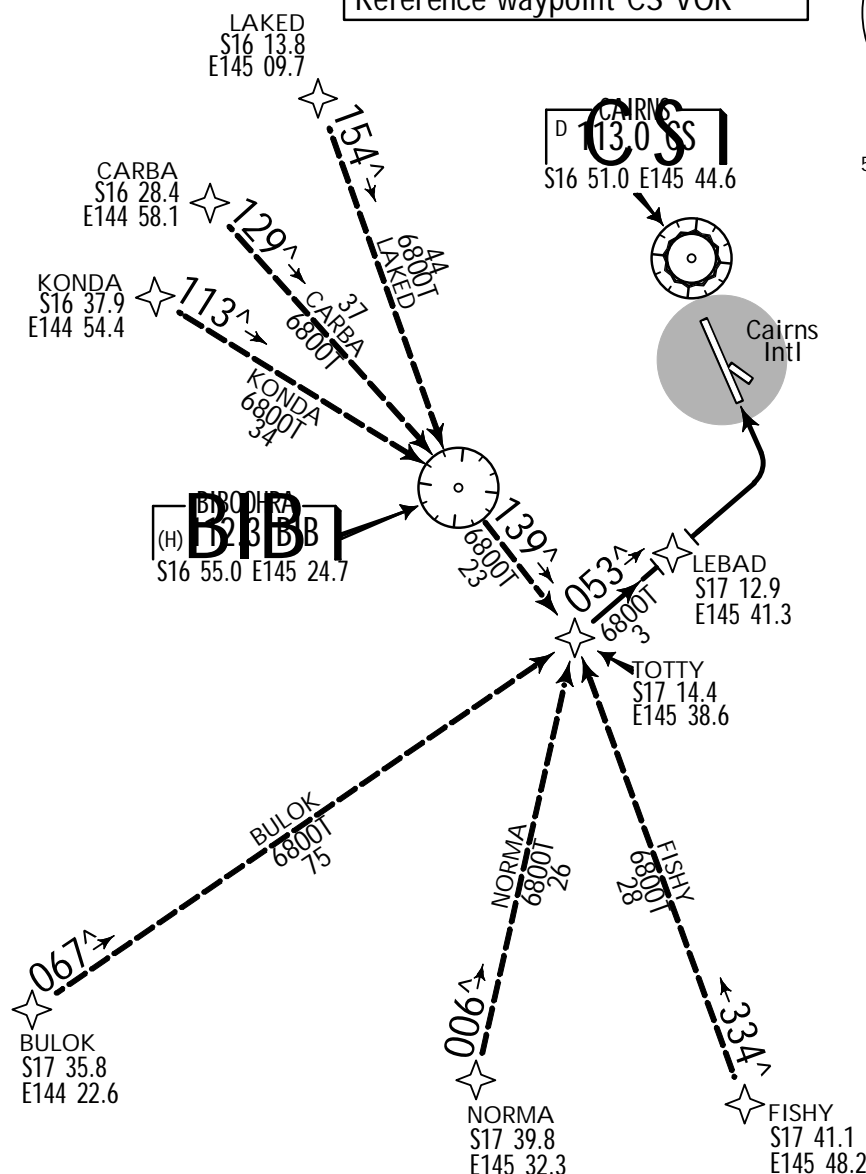 Reference waypoint CS VOR
LAKED
S16 13.8
E145 09.7
154^
44
6800T
LAKED
CARBA
S16 28.4
E144 58.1
129^
37
CARBA
6800T
KONDA
S16 37.9
E144 54.4
113^
KONDA
6800T
34
CAIRNS
D 113.0 CS
CS
S16 51.0 E145 44.6
5
Cairns
Intl
BIBOOHRA
(H) 112.3 BIB
BIB
S16 55.0 E145 24.7
139^
6800T
23
053^
6800T
3
LEBAD
S17 12.9
E145 41.3
TOTTY
S17 14.4
E145 38.6
BULOK
6800T
75
067^
BULOK
S17 35.8
E144 22.6
NORMA
6800T
26
006^
NORMA
S17 39.8
E145 32.3
FISHY
6800T
28
334^
FISHY
S17 41.1
E145 48.2